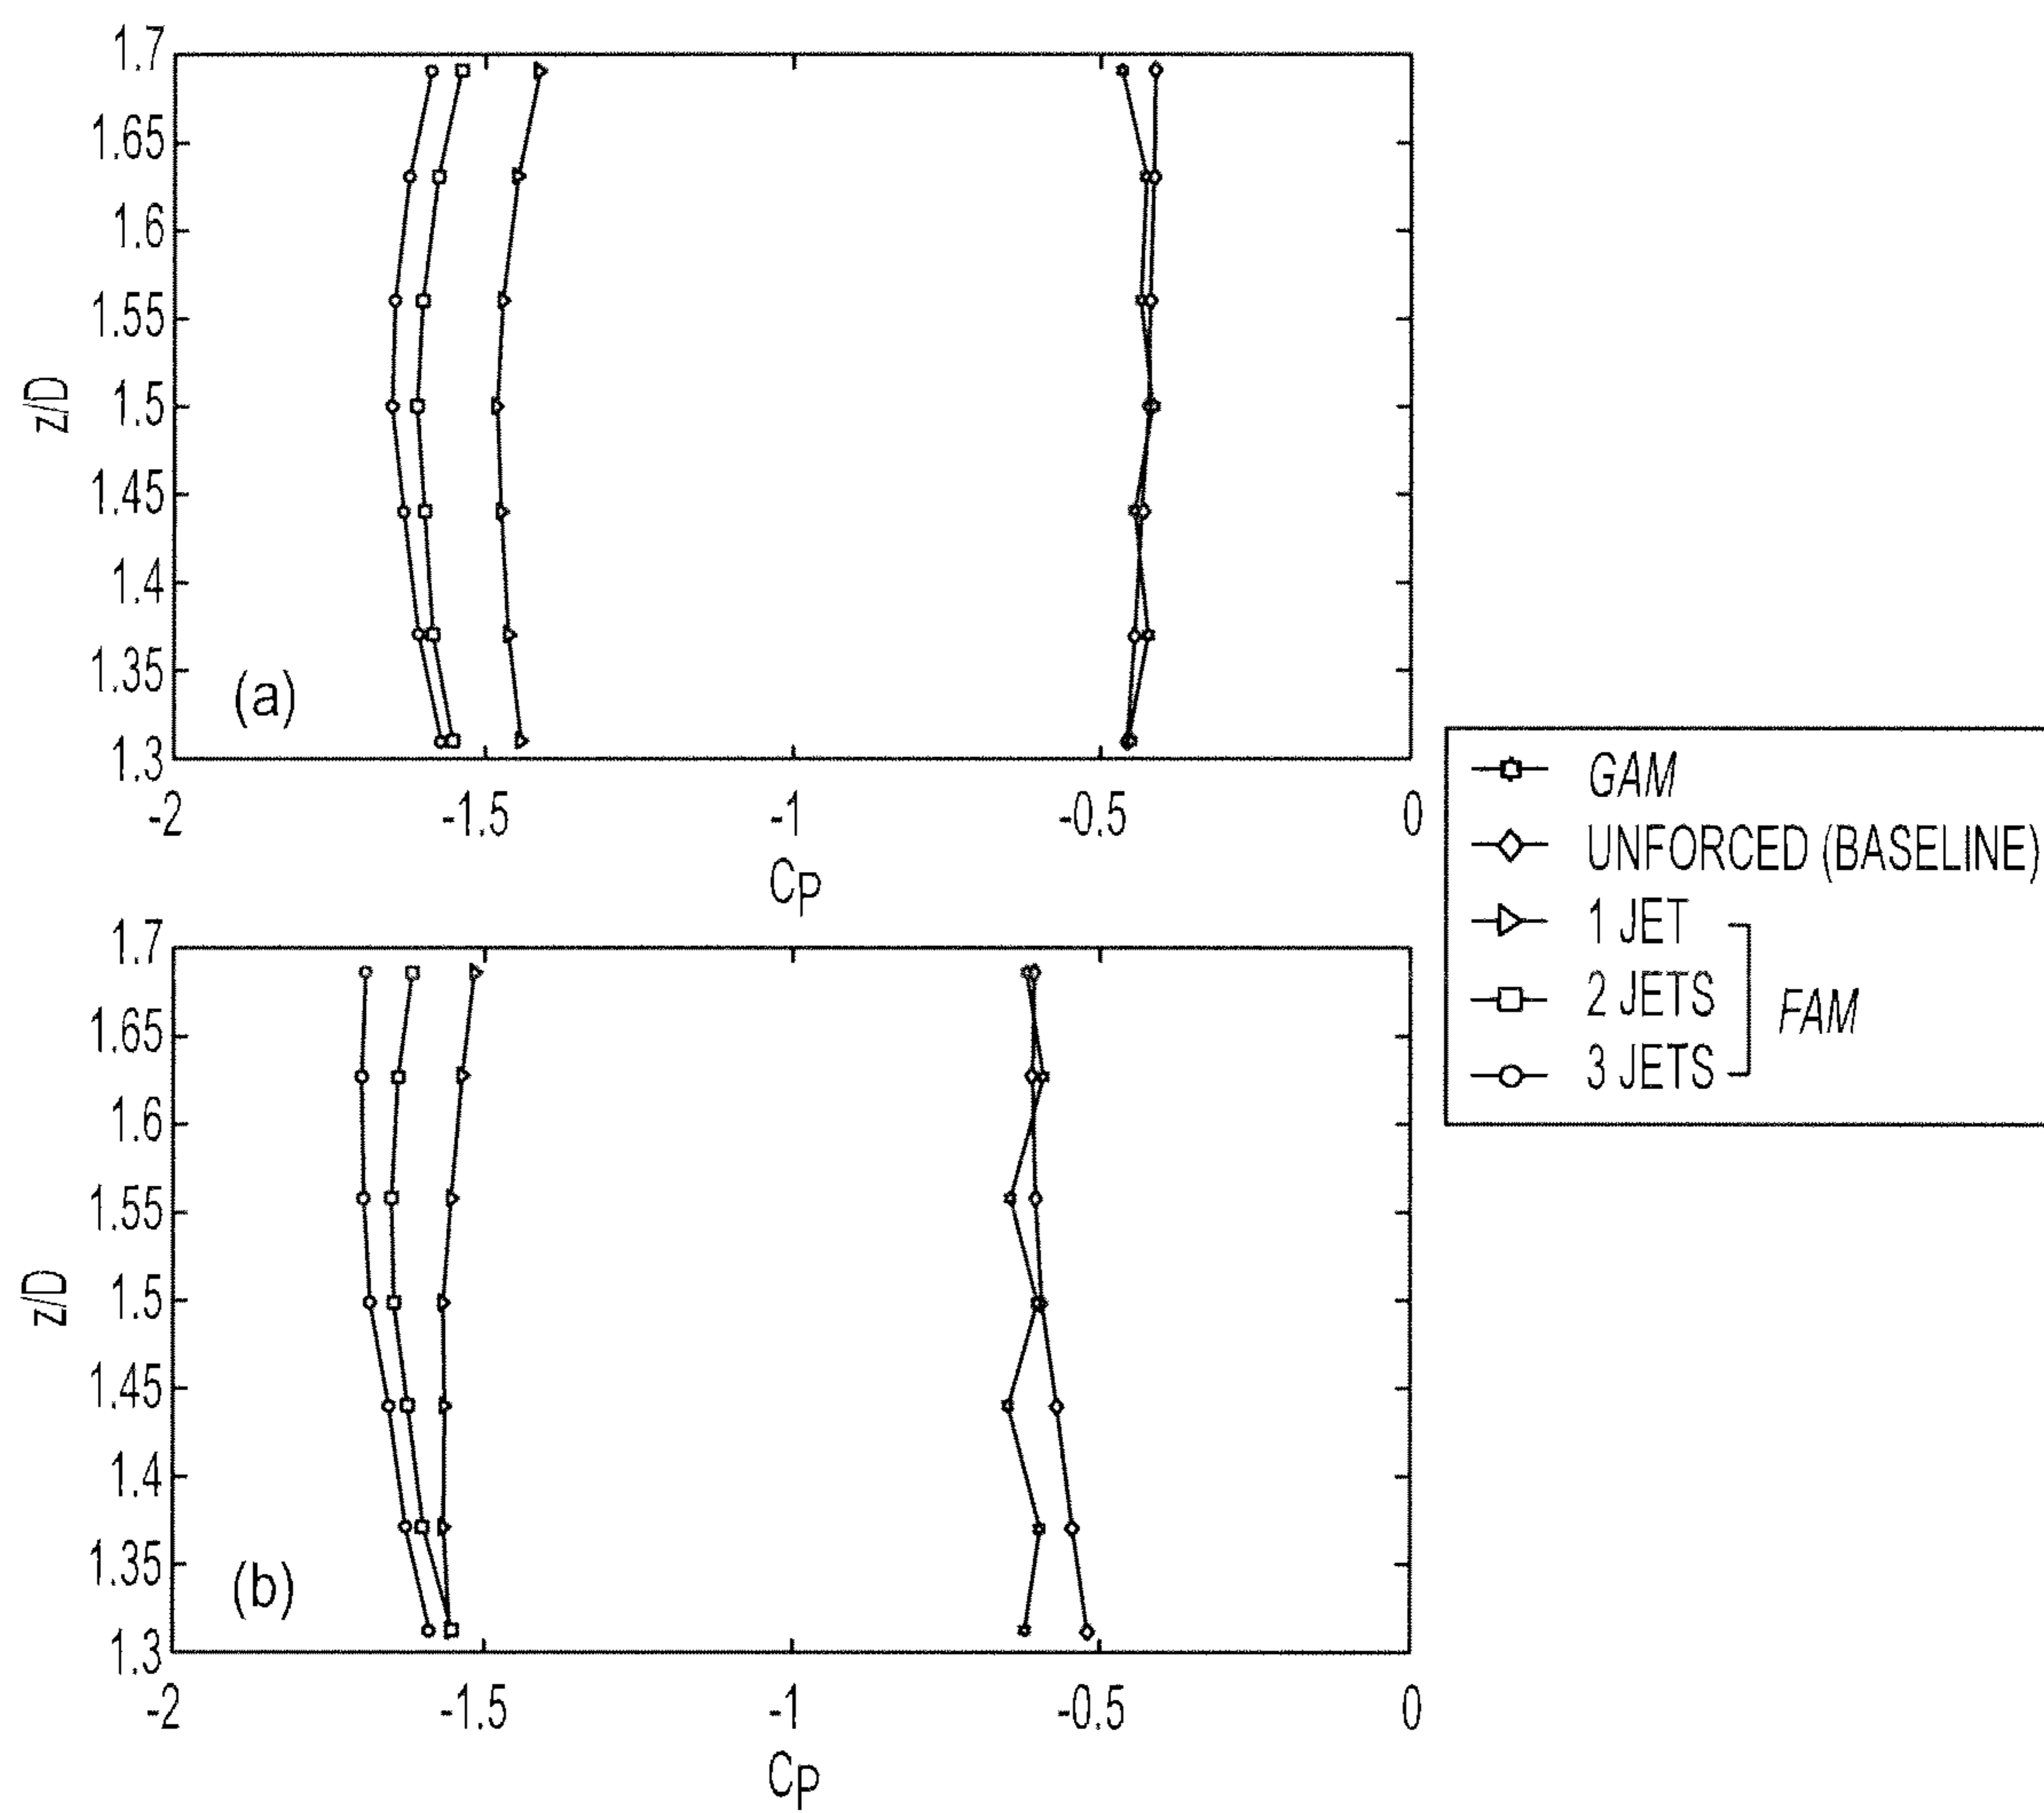 1.7
1.65
1.6
1.55
1.5
1.45
1.4
1.35
1.3
z/D
(a)
-2 -1.5 -1 -0.5 0
CP
GAM
UNFORCED (BASELINE)
1 JET
2 JETS
3 JETS
FAM
1.7
1.65
1.6
1.55
1.5
1.45
1.4
1.35
1.3
z/D
(b)
-2 -1.5 -1 -0.5 0
CP